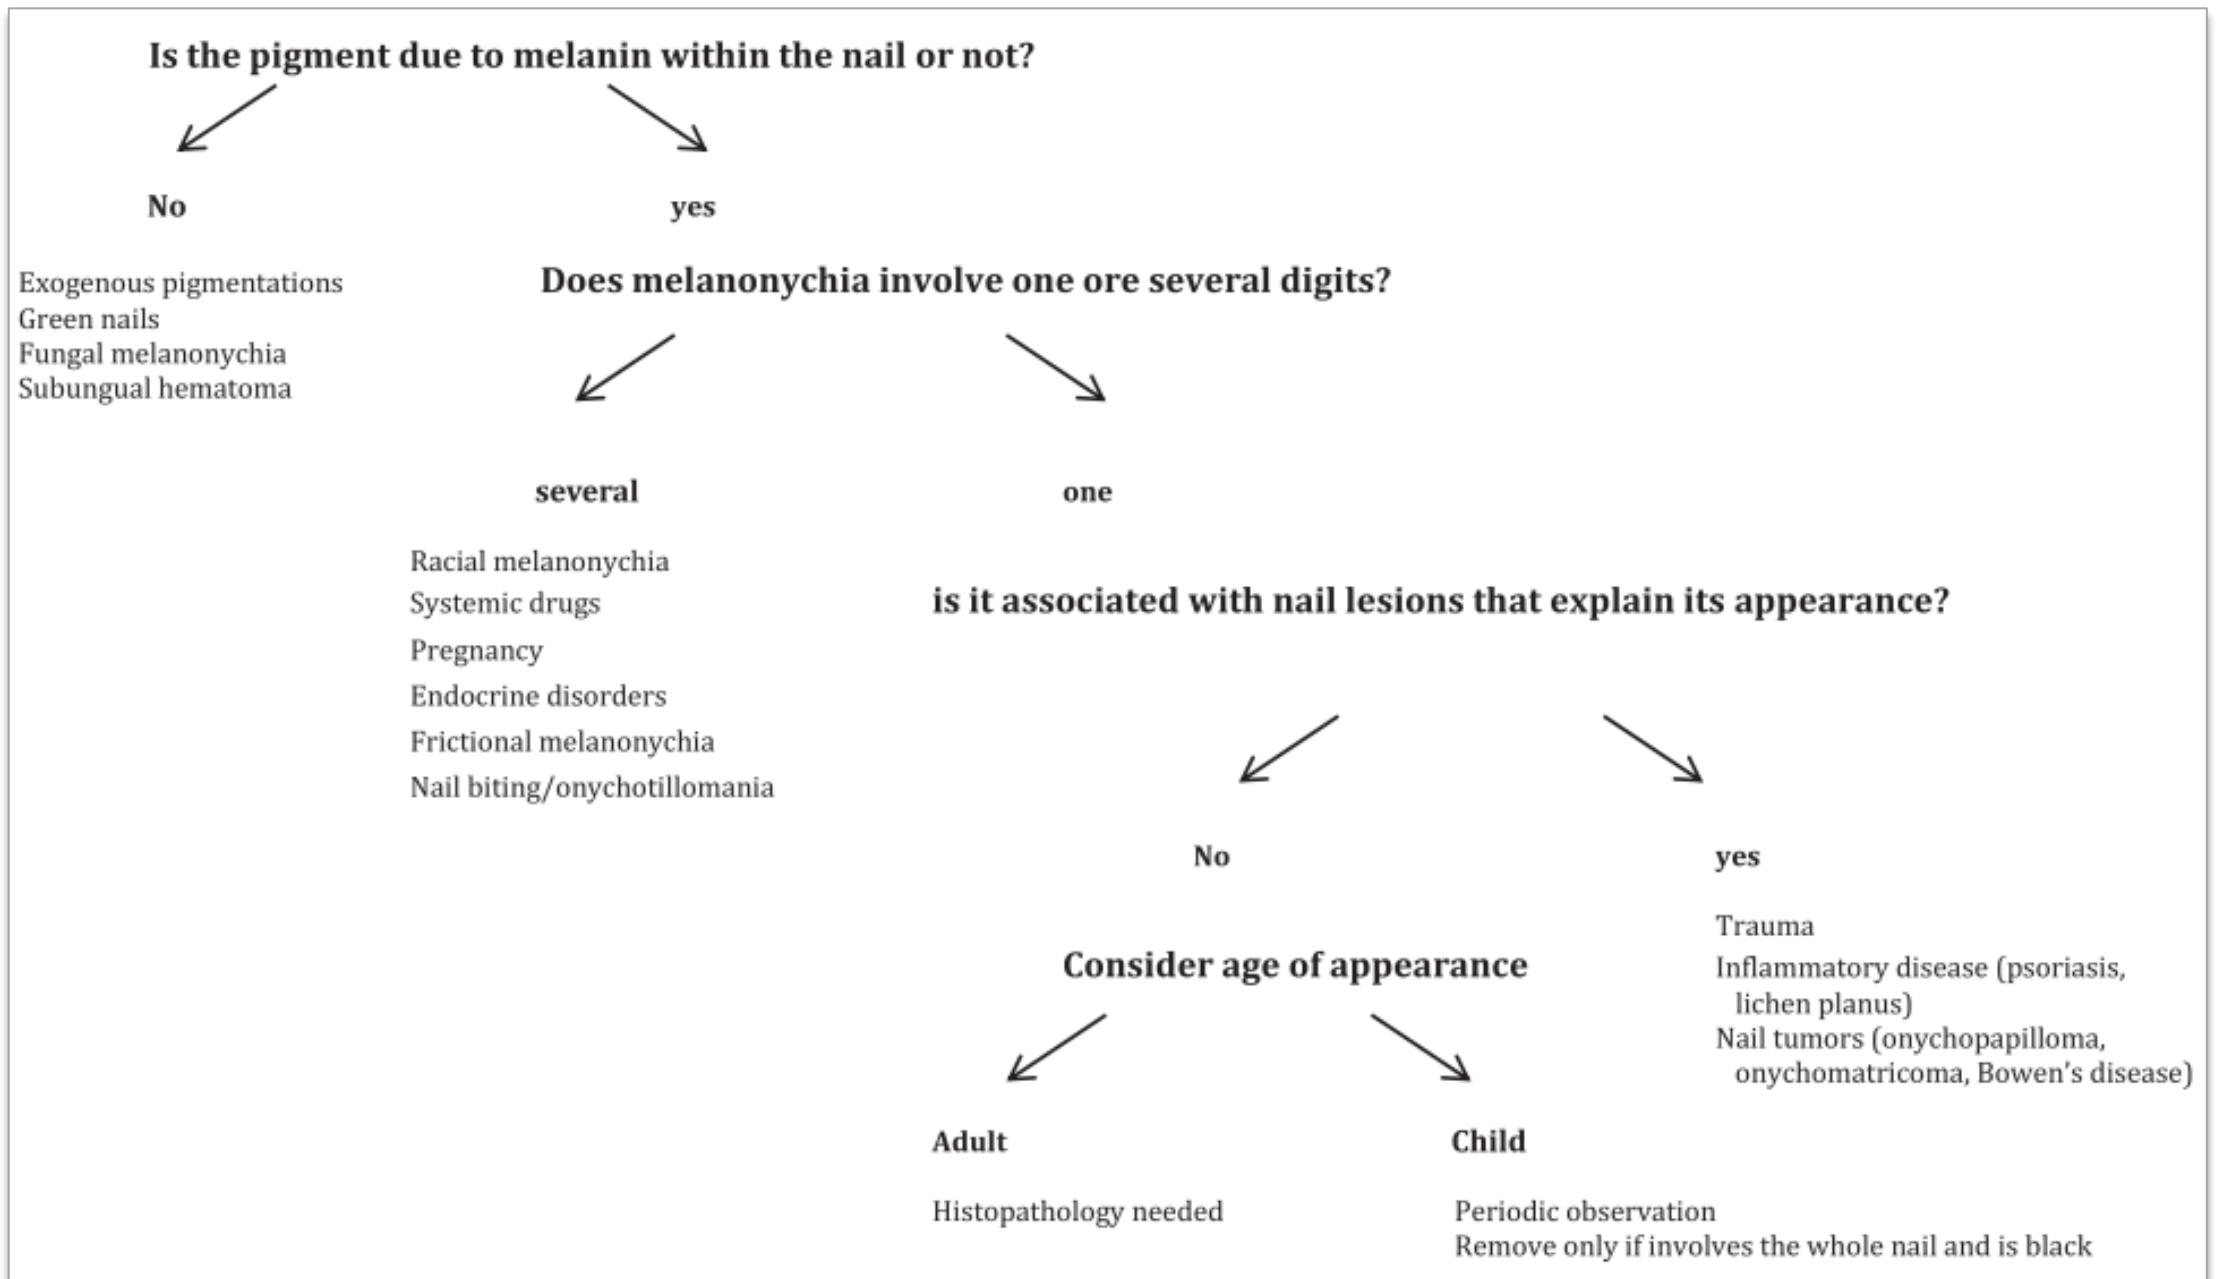 Is the pigment due to melanin within the nail or not?
No
yes
Exogenous pigmentations
Green nails
Fungal melanonychia
Subungual hematoma
Does melanonychia involve one ore several digits?
several
one
Racial melanonychia
Systemic drugs
Pregnancy
Endocrine disorders
Frictional melanonychia
Nail biting/onychotillomania
is it associated with nail lesions that explain its appearance?
No
yes
Trauma
Inflammatory disease (psoriasis,
lichen planus)
Nail tumors (onychopapilloma,
onychomatricoma, Bowen's disease)
Consider age of appearance
Adult
Child
Histopathology needed
Periodic observation
Remove only if involves the whole nail and is black